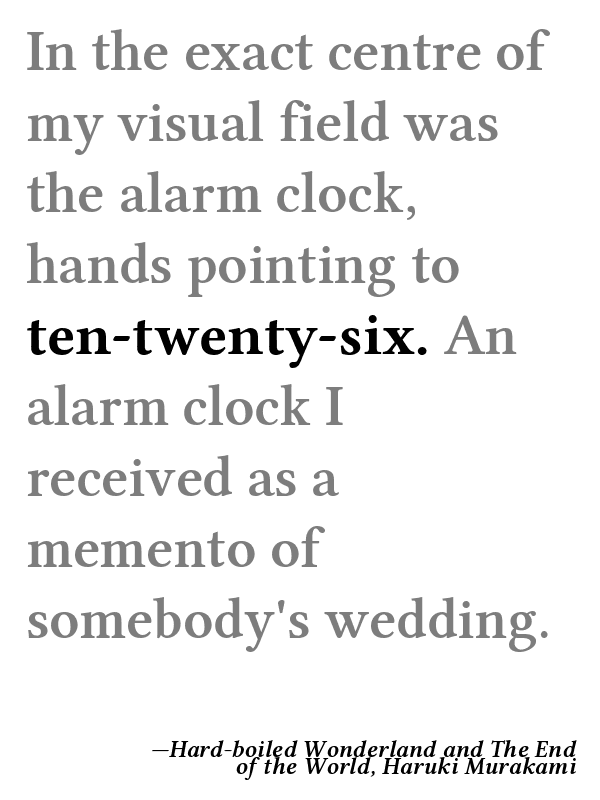 In the exact centre of
my visual field was
the alarm clock,
hands pointing to
ten-twenty-six. An
alarm clock I
received as a
memento of
somebody's wedding.
—Hard-boiled Wonderland and The End
of the World, Haruki Murakami